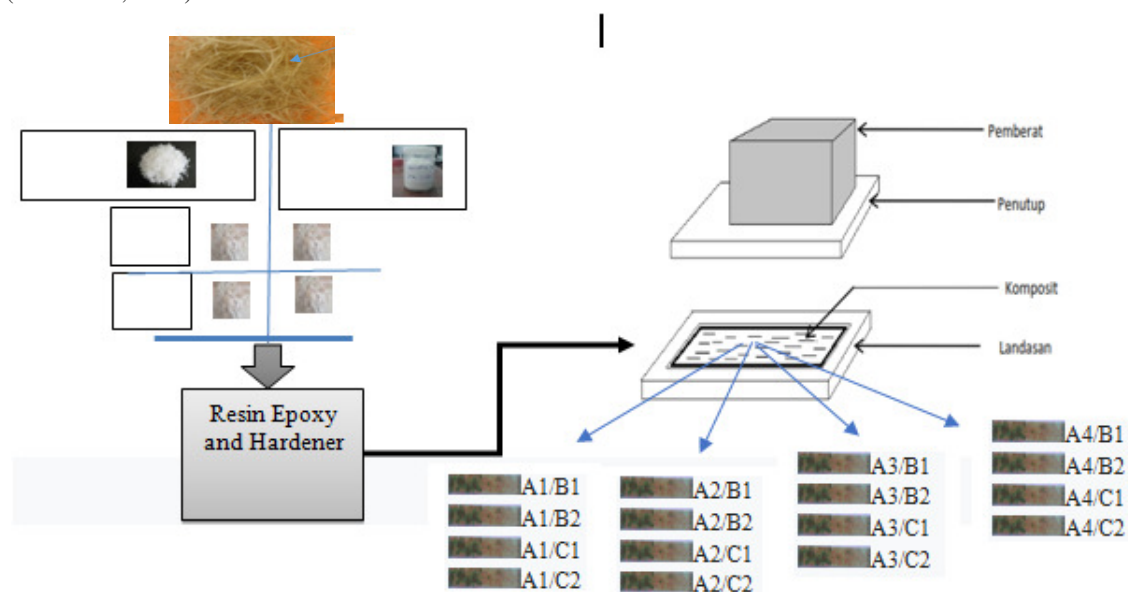 Pemberat
Penutup
Komposit
Landasan
Resin Epoxy
and Hardener
A1/B1
A1/B2
A1/C1
A1/C2
A2/B1
A2/B2
A2/C1
A2/C2
A3/B1
A3/B2
A3/C1
A3/C2
A4/B1
A4/B2
A4/C1
A4/C2